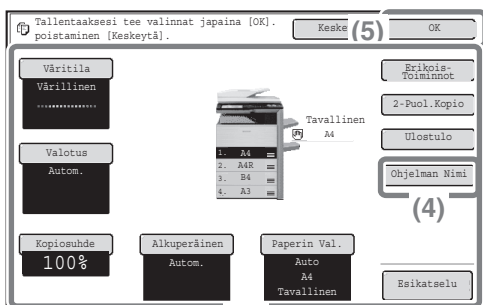 Tallentaaksesi tee valinnat japaina [OK].
poistaminen [Keskeytä].
Keske
(5)
OK
Väritila
Värillinen
Valotus
Autom.
Kopiosuhde
100%
Alkuperäinen
Autom.
Paperin Val.
Auto
A4
Tavallinen
1. A4
2. A4R
3. B4
4. A3
Tavallinen
A4
Erikois-
Toiminnot
2-Puol.Kopio
Ulostulo
Ohjelman Nimi
(4)
Esikatselu